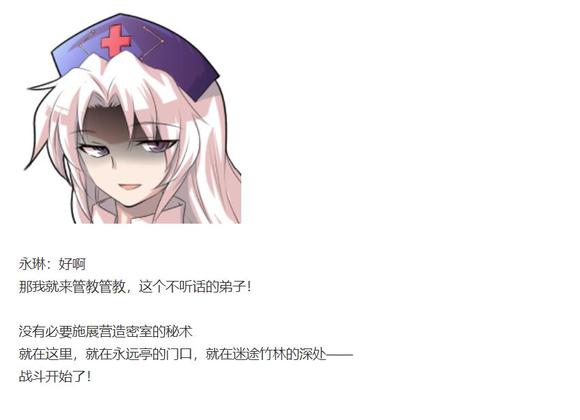 永琳：好啊
那我就来管教管教，这个不听话的弟子！
没有必要施展营造密室的秘术
就在这里，就在永远亭的门口，就在迷途竹林的深处——
战斗开始了！